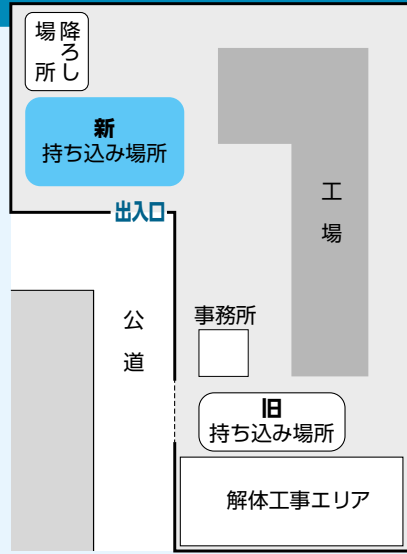 降ろし
場所
新
持ち込み場所
出入口
工場
公道
事務所
旧
持ち込み場所
解体工事エリア